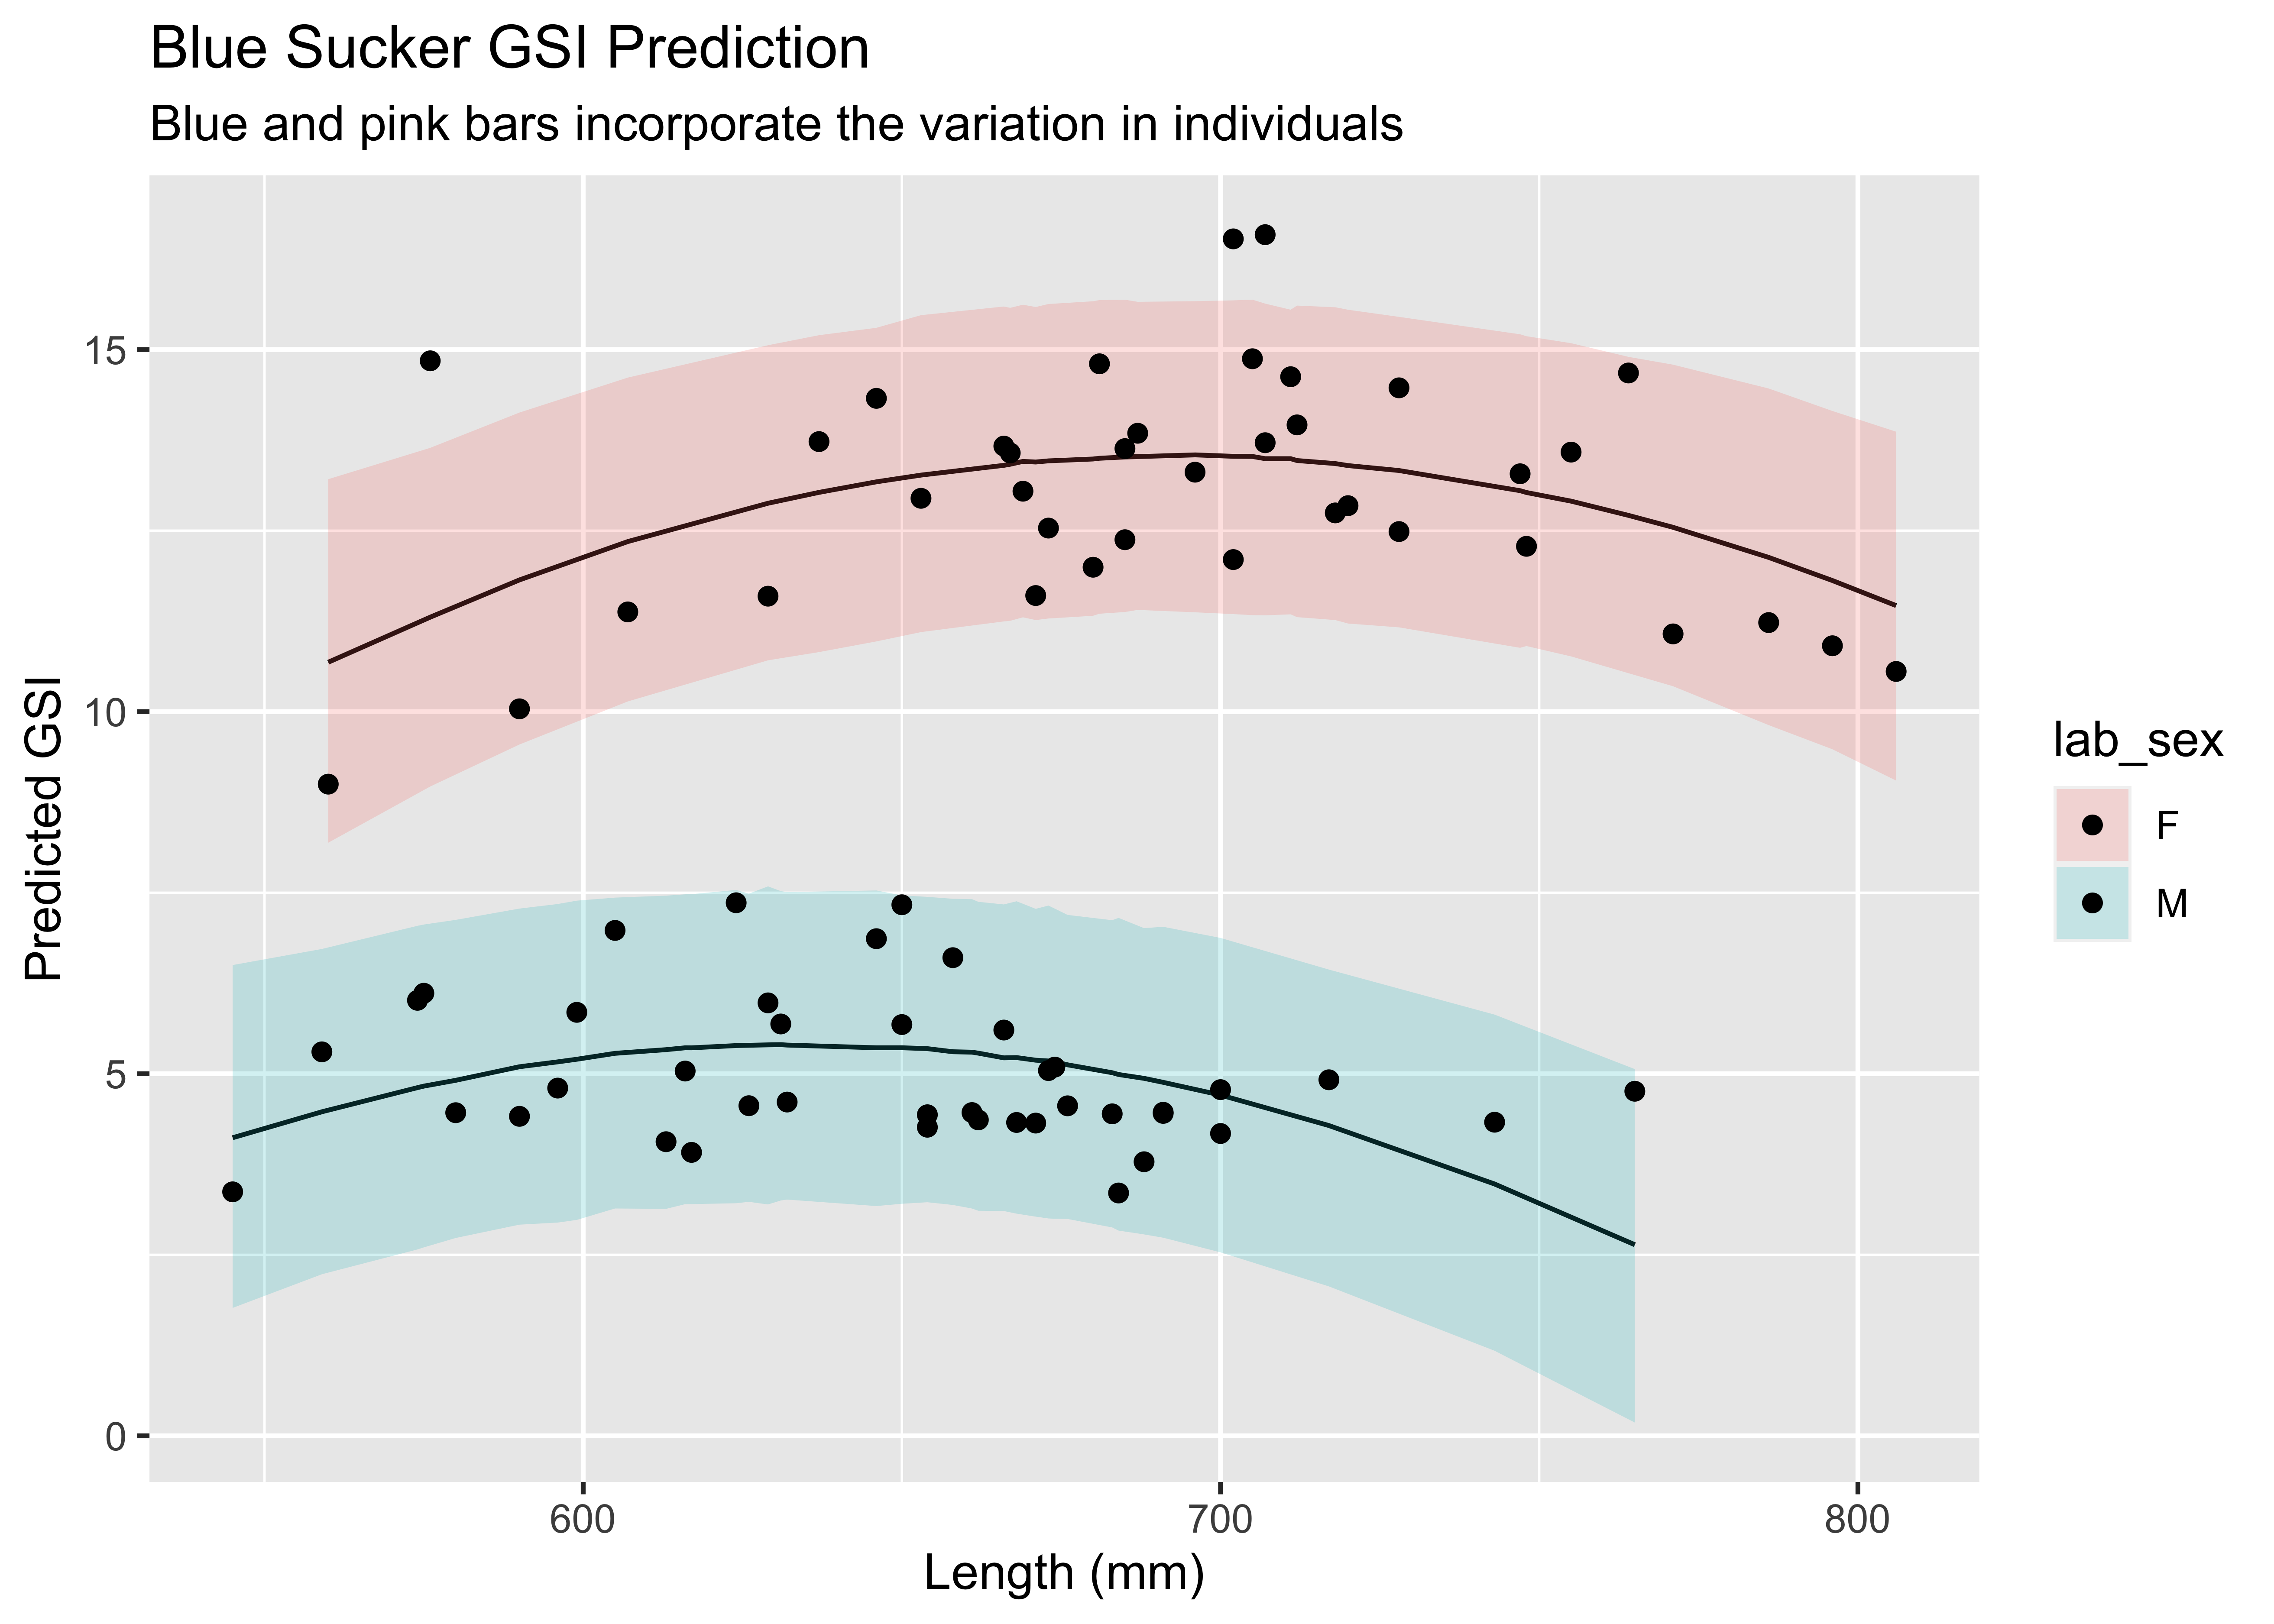 Blue Sucker GSI Prediction
Blue and pink bars incorporate the variation in individuals
Predicted GSI
15
10
5
0
600 700 800
Length (mm)
lab_sex
F
M